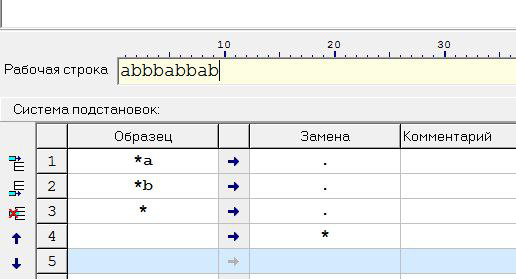 10 20 30
Рабочая строка abbbabbab
Система подстановок:
Образец Замена Комментарий
1 *a → .
2 *b → .
3 * → .
4 → *
5 →